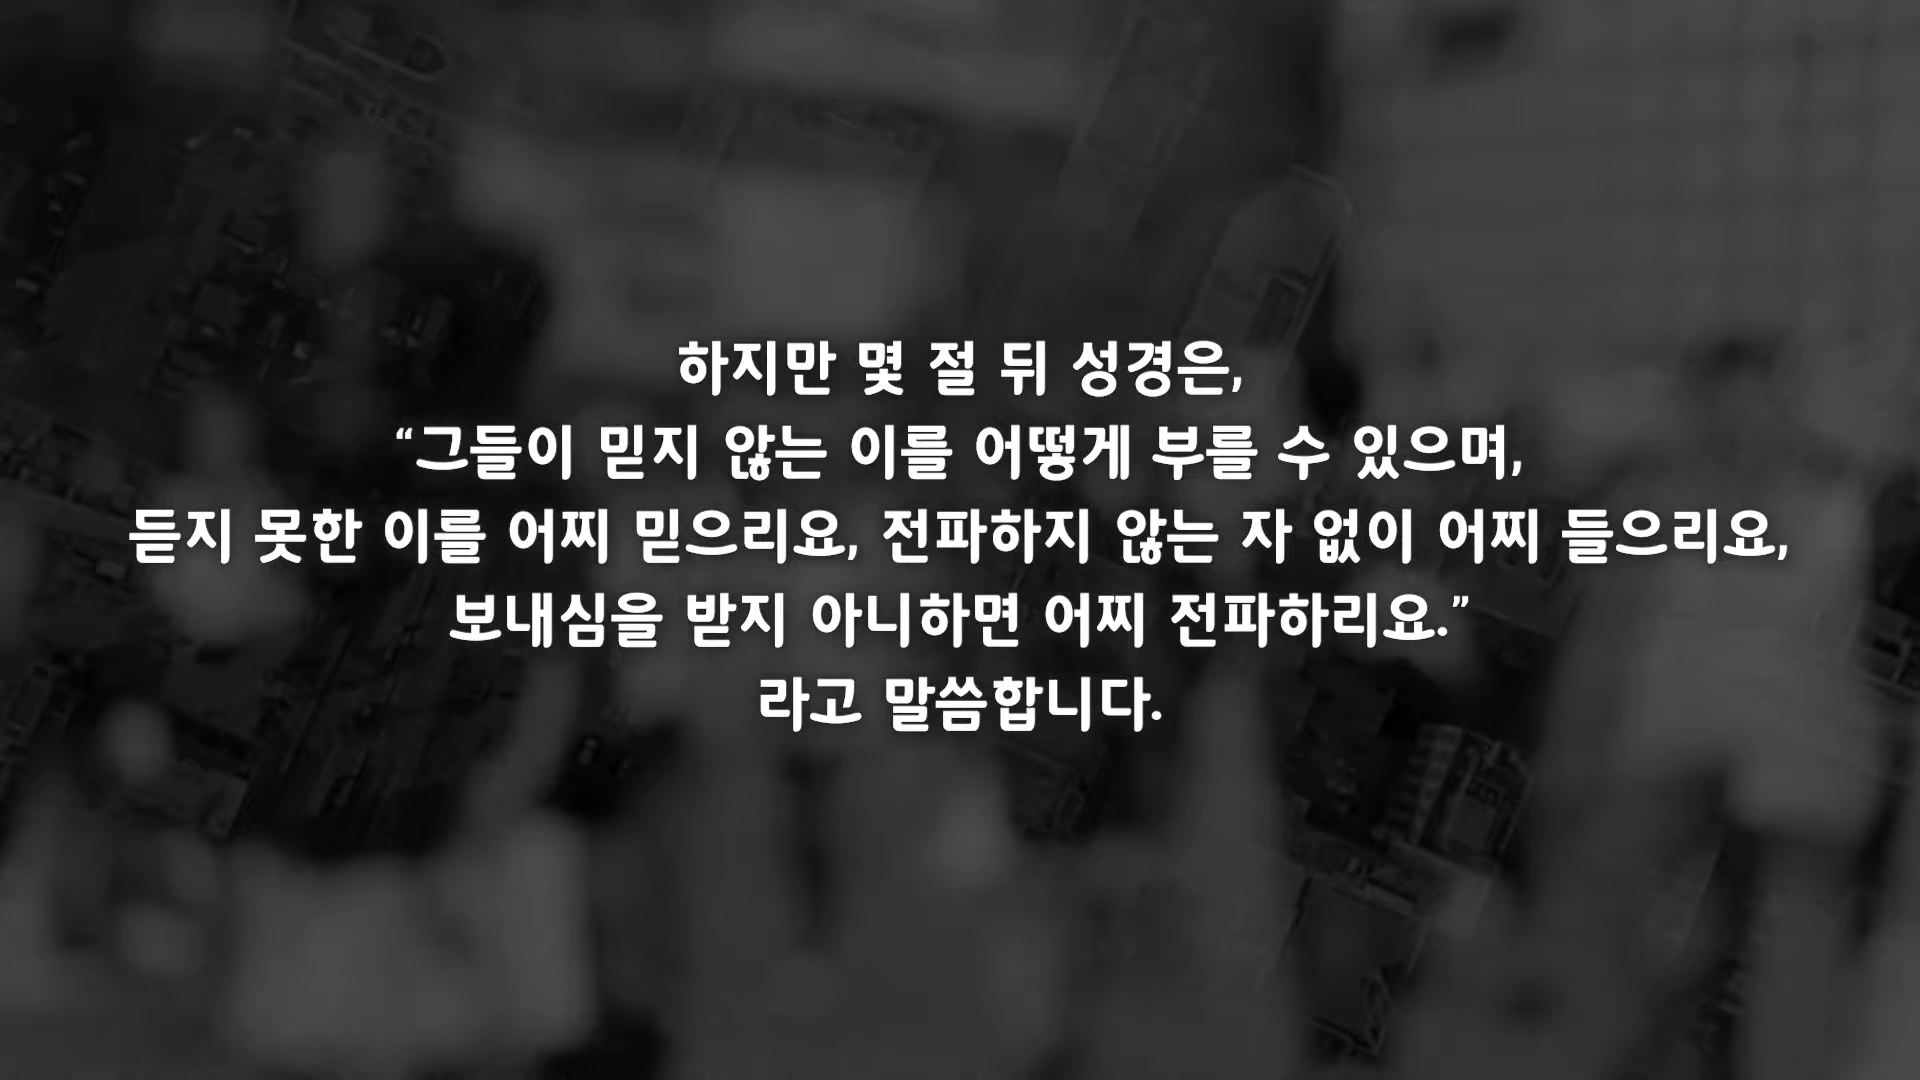 하지만 몇 절 뒤 성경은,
“그들이 믿지 않는 이를 어떻게 부를 수 있으며,
듣지 못한 이를 어찌 믿으리요, 전파하지 않는 자 없이 어찌 들으리요,
보내심을 받지 아니하면 어찌 전파하리요.”
라고 말씀합니다.